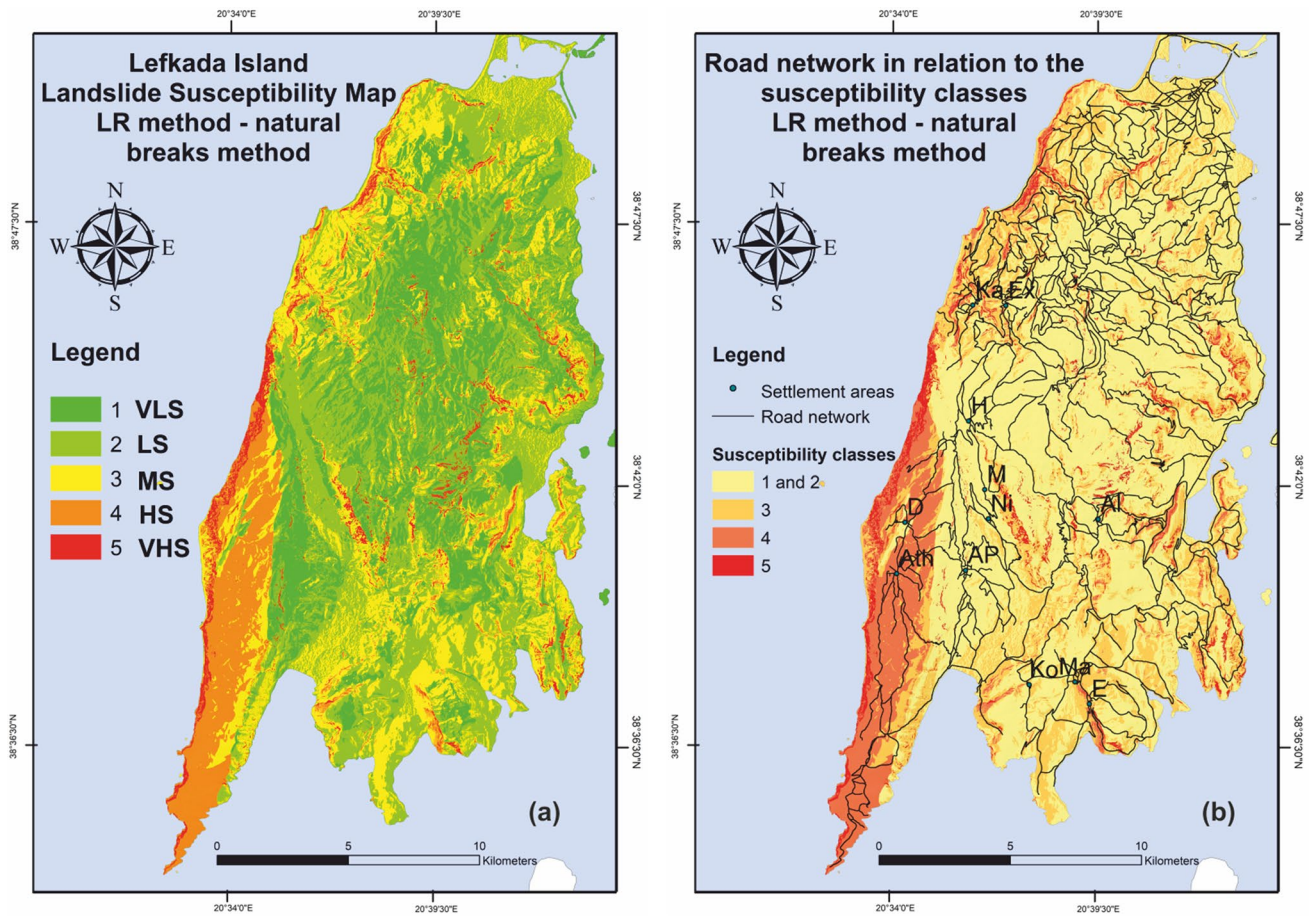 20°34'0"E
20°39'30"E
Lefkada Island
Landslide Susceptibility Map
LR method - natural
breaks method
N
W
E
S
38°47'30"N
38°47'30"N
Legend
1 VLS
2 LS
3 MS
4 HS
5 VHS
38°42'0"N
38°36'30"N
38°36'30"N
(a)
0
5
10
Kilometers
20°34'0"E
20°39'30"E
20°34'0"E
20°39'30"E
Road network in relation to the
susceptibility classes
LR method - natural
breaks method
N
W
E
S
38°47'30"N
38°47'30"N
Ka
Ex
Legend
Settlement areas
Road network
H
Susceptibility classes
1 and 2
3
4
5
M
Ni
D
Al
Ath
AP
Ko
Ma
E
38°42'0"N
38°36'30"N
38°36'30"N
(b)
0
5
10
Kilometers
20°34'0"E
20°39'30"E